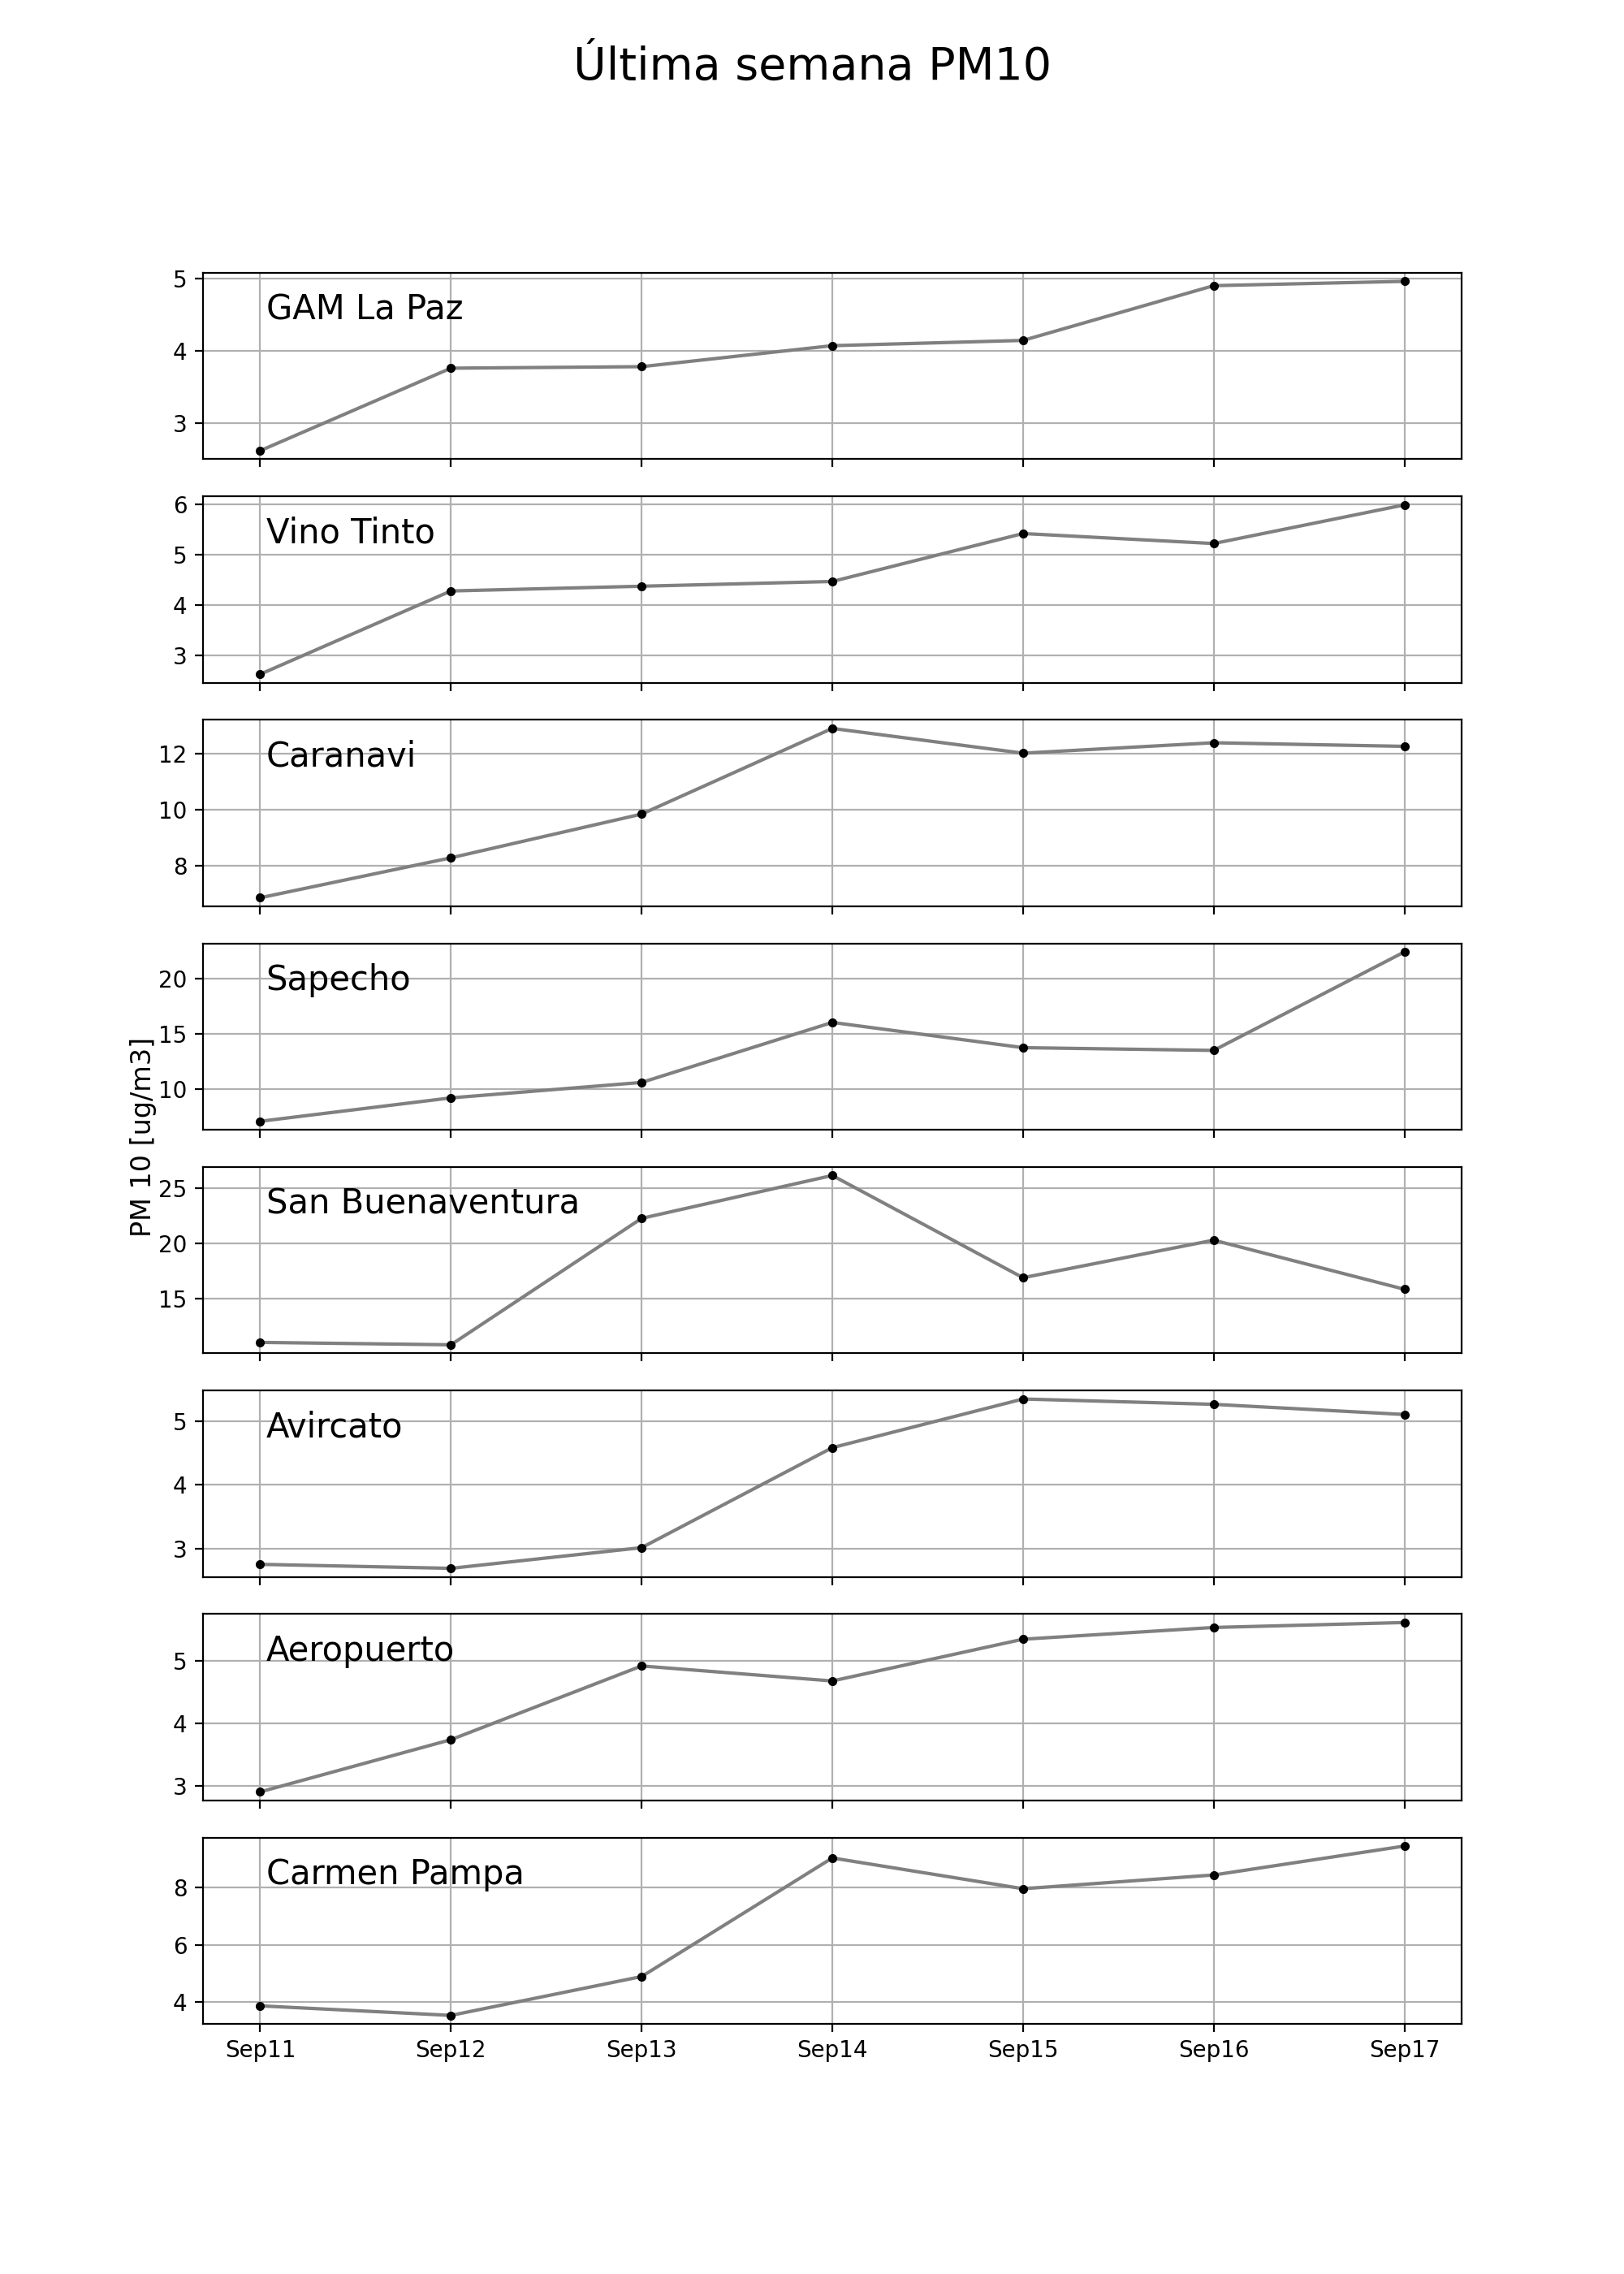 Última semana PM10
GAM La Paz
5
4
3
Vino Tinto
6
5
4
3
Caranavi
12
10
8
Sapecho
20
15
10
PM 10 [ug/m3]
San Buenaventura
25
20
15
Avircato
5
4
3
Aeropuerto
5
4
3
Carmen Pampa
8
6
4
Sep11 Sep12 Sep13 Sep14 Sep15 Sep16 Sep17